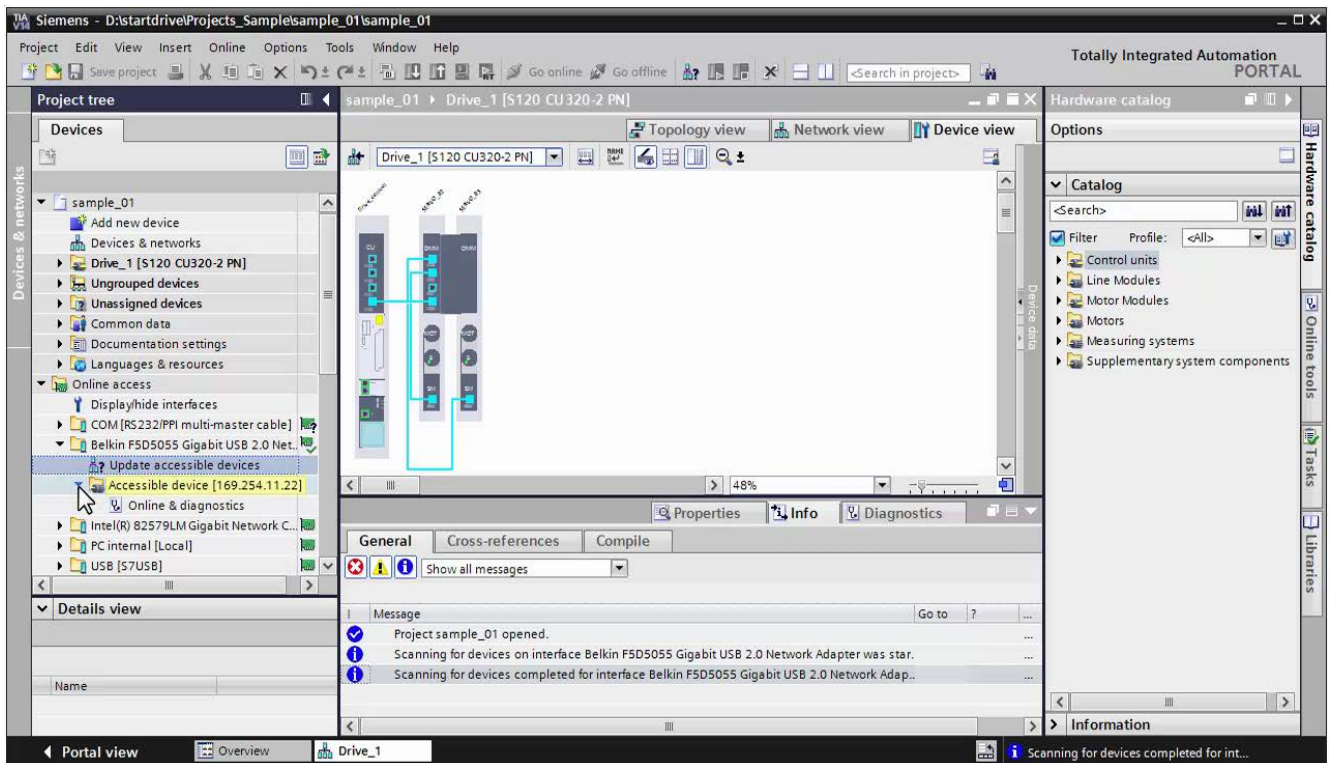 Siemens - D:\startdrive\Projects_Sample\sample_01\sample_01
Project Edit View Insert Online Options Tools Window Help
Totally Integrated Automation
PORTAL
Save project
Go online
Go offline
<Search in project>
Project tree
sample_01 Drive_1 [S120 CU320-2 PN]
Hardware catalog
Devices
Topology view
Network view
Device view
Options
Drive_1 [S120 CU320-2 PN]
Devices & networks
sample_01
Add new device
Devices & networks
Drive_1 [S120 CU320-2 PN]
Ungrouped devices
Unassigned devices
Common data
Documentation settings
Languages & resources
Online access
Display/hide interfaces
COM [RS232/PPI multi-master cable]
Belkin F5D5055 Gigabit USB 2.0 Net..
Update accessible devices
Accessible device [169.254.11.22]
Online & diagnostics
Intel(R) 82579LM Gigabit Network C...
PC internal [Local]
USB [S7USB]
Details view
Name
CU
DMM
DMM
MOT
MOT
SM
SM
Device data
48%
Properties
Info
Diagnostics
General
Cross-references
Compile
Show all messages
! Message Go to ? ...
Project sample_01 opened. ...
Scanning for devices on interface Belkin F5D5055 Gigabit USB 2.0 Network Adapter was star. ...
Scanning for devices completed for interface Belkin F5D5055 Gigabit USB 2.0 Network Adap.. ...
Catalog
<Search>
Filter Profile: <All>
Control units
Line Modules
Motor Modules
Motors
Measuring systems
Supplementary system components
Information
Hardware catalog
Online tools
Tasks
Libraries
Portal view
Overview
Drive_1
Scanning for devices completed for int...